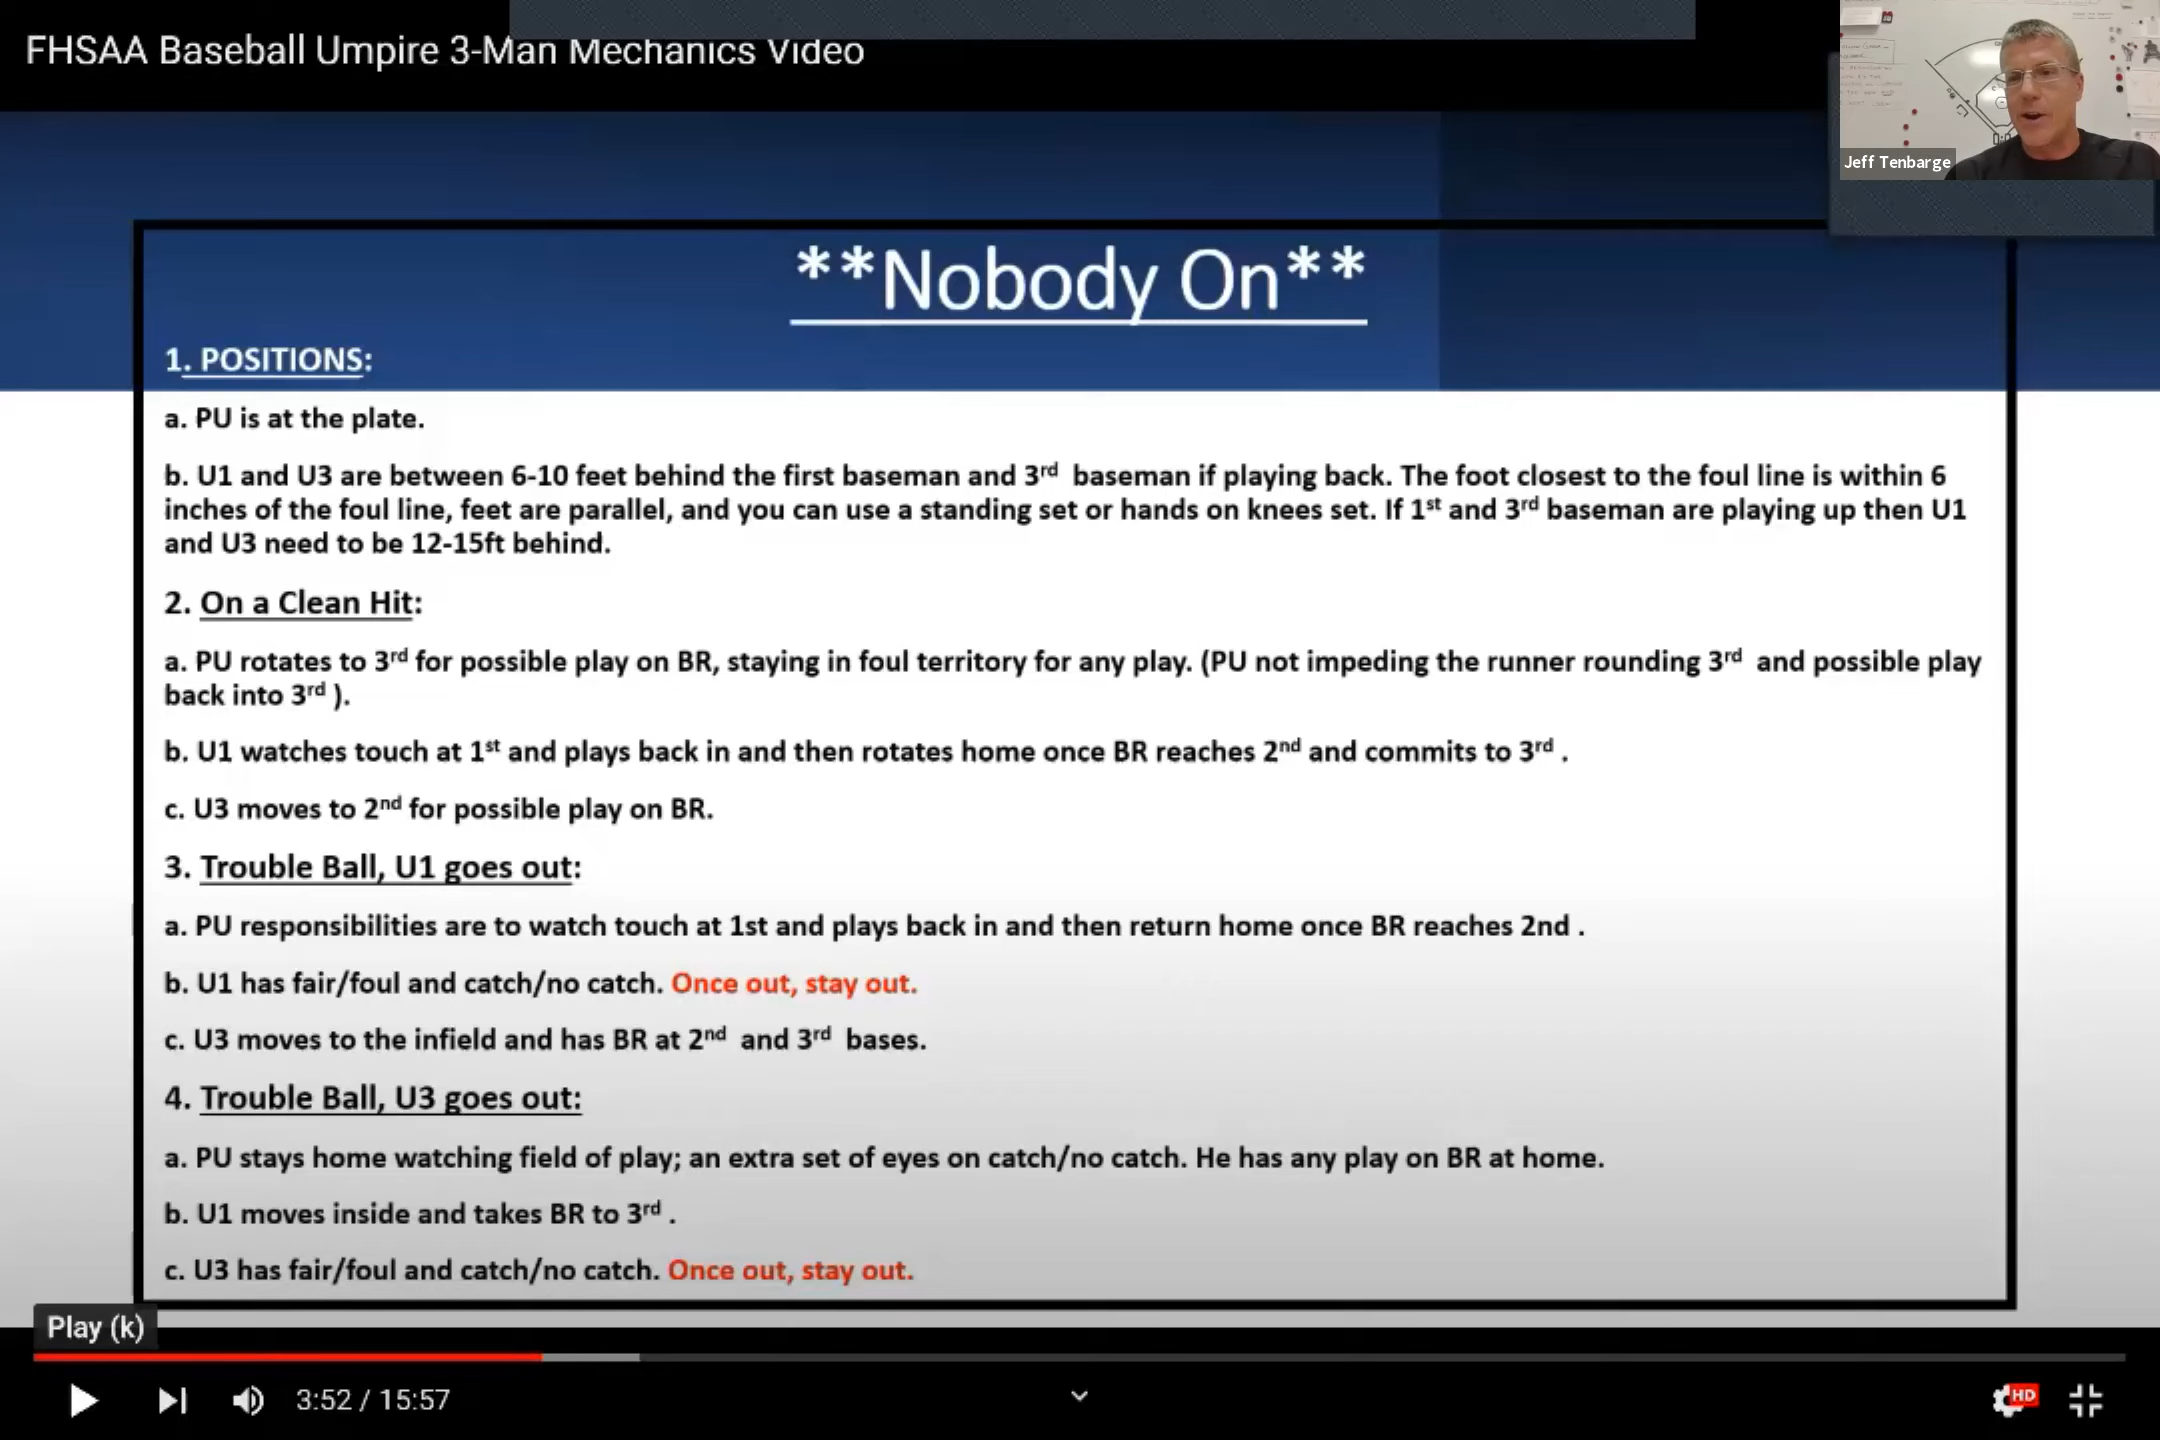 FHSAA Baseball Umpire 3-Man Mechanics Video
Jeff Tenbarge
**Nobody On**
1. POSITIONS:
a. PU is at the plate.
b. U1 and U3 are between 6-10 feet behind the first baseman and 3rd baseman if playing back. The foot closest to the foul line is within 6
inches of the foul line, feet are parallel, and you can use a standing set or hands on knees set. If 1st and 3rd baseman are playing up then U1
and U3 need to be 12-15ft behind.
2. On a Clean Hit:
a. PU rotates to 3rd for possible play on BR, staying in foul territory for any play. (PU not impeding the runner rounding 3rd and possible play
back into 3rd ).
b. U1 watches touch at 1st and plays back in and then rotates home once BR reaches 2nd and commits to 3rd .
c. U3 moves to 2nd for possible play on BR.
3. Trouble Ball, U1 goes out:
a. PU responsibilities are to watch touch at 1st and plays back in and then return home once BR reaches 2nd .
b. U1 has fair/foul and catch/no catch. Once out, stay out.
c. U3 moves to the infield and has BR at 2nd and 3rd bases.
4. Trouble Ball, U3 goes out:
a. PU stays home watching field of play; an extra set of eyes on catch/no catch. He has any play on BR at home.
b. U1 moves inside and takes BR to 3rd .
c. U3 has fair/foul and catch/no catch. Once out, stay out.
Play (k)
3:52 / 15:57
HD